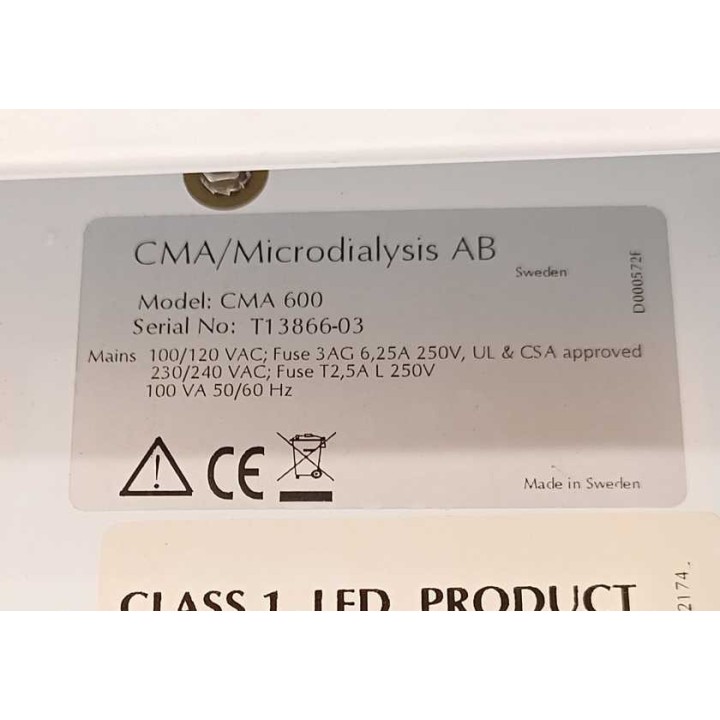 CMA/Microdialysis AB
Sweden
D000572F
Model: CMA 600
Serial No: T13866-03
Mains 100/120 VAC; Fuse 3AG 6,25A 250V, UL & CSA approved
230/240 VAC; Fuse T2,5A L 250V
100 VA 50/60 Hz
CE
Made in Sweden
CLASS 1 LED PRODUCT
2174